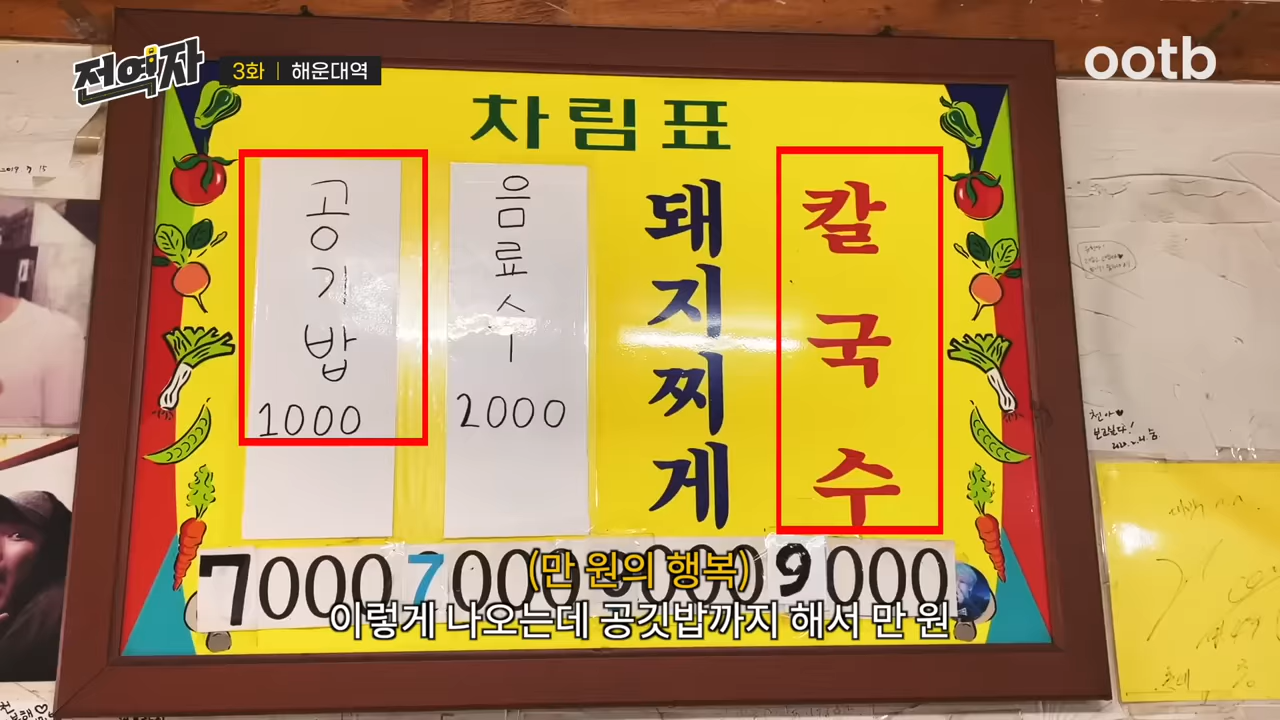 전역자
3화 | 해운대역
ootb
차림표
공기밥
1000
음료수
2000
돼지찌게
칼국수
7000
7000
9000
9000
(만 원의 행복)
이렇게 나오는데 공깃밥까지 해서 만 원